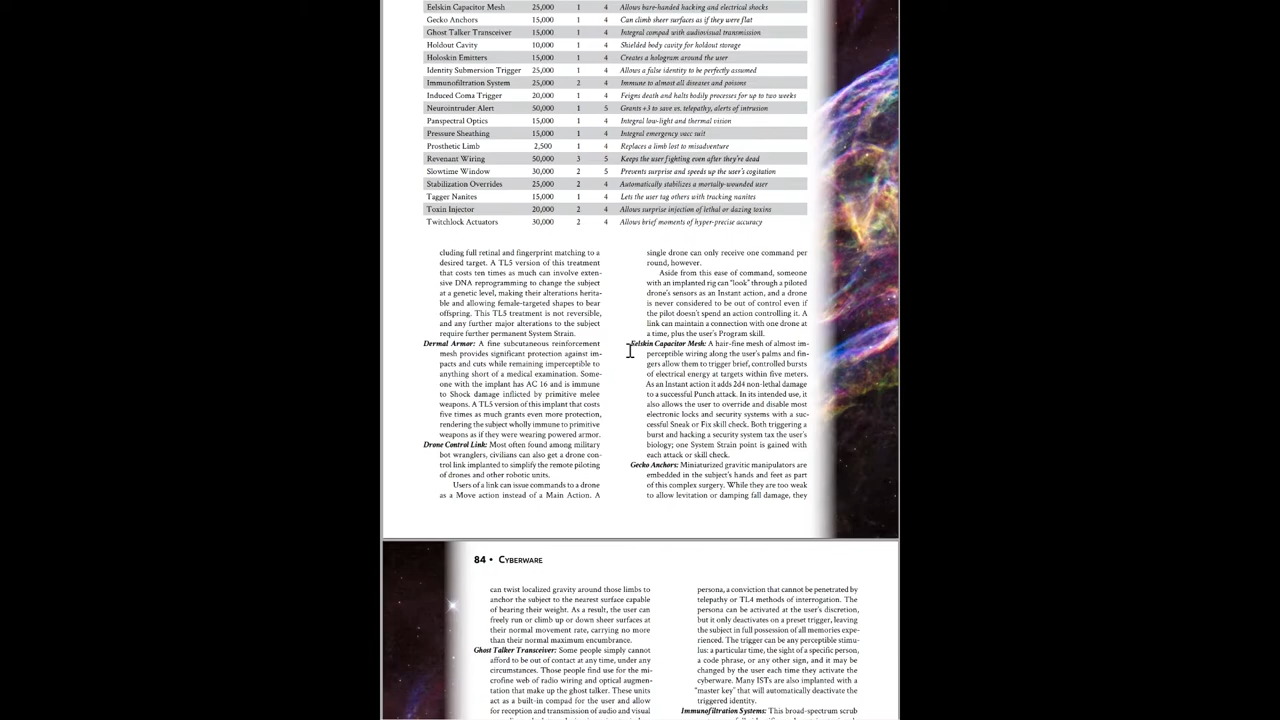 Eelskin Capacitor Mesh 25,000 1 4 Allows bare-handed hacking and electrical shocks
Gecko Anchors 15,000 1 4 Can climb sheer surfaces as if they were flat
Ghost Talker Transceiver 15,000 1 4 Integral compad with audiovisual transmission
Holdout Cavity 10,000 1 4 Shielded body cavity for holdout storage
Holoskin Emitters 15,000 1 4 Creates a hologram around the user
Identity Submersion Trigger 25,000 1 4 Allows a false identity to be perfectly assumed
Immunofiltration System 25,000 2 4 Immune to almost all diseases and poisons
Induced Coma Trigger 20,000 1 4 Feigns death and halts bodily processes for up to two weeks
Neurointruder Alert 50,000 1 5 Grants +3 to save vs. telepathy, alerts of intrusion
Panspectral Optics 15,000 1 4 Integral low-light and thermal vision
Pressure Sheathing 15,000 1 4 Integral emergency vacc suit
Prosthetic Limb 2,500 1 4 Replaces a limb lost to misadventure
Revenant Wiring 50,000 3 5 Keeps the user fighting even after they're dead
Slowtime Window 30,000 2 5 Prevents surprise and speeds up the user's cogitation
Stabilization Overrides 25,000 2 4 Automatically stabilizes a mortally-wounded user
Tagger Nanites 15,000 1 4 Lets the user tag others with tracking nanites
Toxin Injector 20,000 2 4 Allows surprise injection of lethal or dazing toxins
Twitchlock Actuators 30,000 2 4 Allows brief moments of hyper-precise accuracy
cluding full retinal and fingerprint matching to a
desired target. A TL5 version of this treatment
that costs ten times as much can involve exten-
sive DNA reprogramming to change the subject
at a genetic level, making their alterations herita-
ble and allowing female-targeted shapes to bear
offspring. This TL5 treatment is not reversible,
and any further major alterations to the subject
require further permanent System Strain.
Dermal Armor: A fine subcutaneous reinforcement
mesh provides significant protection against im-
pacts and cuts while remaining imperceptible to
anything short of a medical examination. Some-
one with the implant has AC 16 and is immune
to Shock damage inflicted by primitive melee
weapons. A TL5 version of this implant that costs
five times as much grants even more protection,
rendering the subject wholly immune to primitive
weapons as if they were wearing powered armor.
Drone Control Link: Most often found among military
bot wranglers, civilians can also get a drone con-
trol link implanted to simplify the remote piloting
of drones and other robotic units.
Users of a link can issue commands to a drone
as a Move action instead of a Main Action. A
single drone can only receive one command per
round, however.
Aside from this ease of command, someone
with an implanted rig can "look" through a piloted
drone's sensors as an Instant action, and a drone
is never considered to be out of control even if
the pilot doesn't spend an action controlling it. A
link can maintain a connection with one drone at
a time, plus the user's Program skill.
Eelskin Capacitor Mesh: A hair-fine mesh of almost im-
perceptible wiring along the user's palms and fin-
gers allow them to trigger brief, controlled bursts
of electrical energy at targets within five meters.
As an Instant action it adds 2d4 non-lethal damage
to a successful Punch attack. In its intended use, it
also allows the user to override and disable most
electronic locks and security systems with a suc-
cessful Sneak or Fix skill check. Both triggering a
burst and hacking a security system tax the user's
biology; one System Strain point is gained with
each attack or skill check.
Gecko Anchors: Miniaturized gravitic manipulators are
embedded in the subject's hands and feet as part
of this complex surgery. While they are too weak
to allow levitation or damping fall damage, they
84 • Cyberware
can twist localized gravity around those limbs to
anchor the subject to the nearest surface capable
of bearing their weight. As a result, the user can
freely run or climb up or down sheer surfaces at
their normal movement rate, carrying no more
than their normal maximum encumbrance.
Ghost Talker Transceiver: Some people simply cannot
afford to be out of contact at any time, under any
circumstances. Those people find use for the mi-
crofine web of radio wiring and optical augmen-
tation that make up the ghost talker. These units
act as a built-in compad for the user and allow
for reception and transmission of audio and visual
persona, a conviction that cannot be penetrated by
telepathy or TL4 methods of interrogation. The
persona can be activated at the user's discretion,
but it only deactivates on a preset trigger, leaving
the subject in full possession of all memories expe-
rienced. The trigger can be any perceptible stimu-
lus: a particular time, the sight of a specific person,
a code phrase, or any other sign, and it may be
changed by the user each time they activate the
cyberware. Many ISTs are also implanted with a
"master key" that will automatically deactivate the
triggered identity.
Immunofiltration Systems: This broad-spectrum scrub